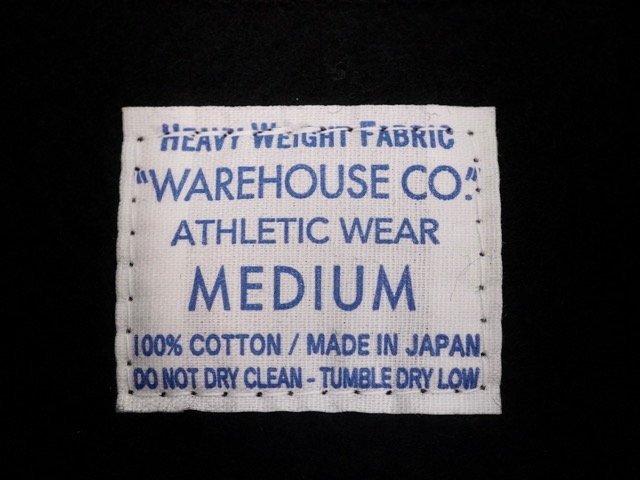 HEAVY WEIGHT FABRIC
"WAREHOUSE CO."
ATHLETIC WEAR
MEDIUM
100% COTTON / MADE IN JAPAN
DO NOT DRY CLEAN - TUMBLE DRY LOW